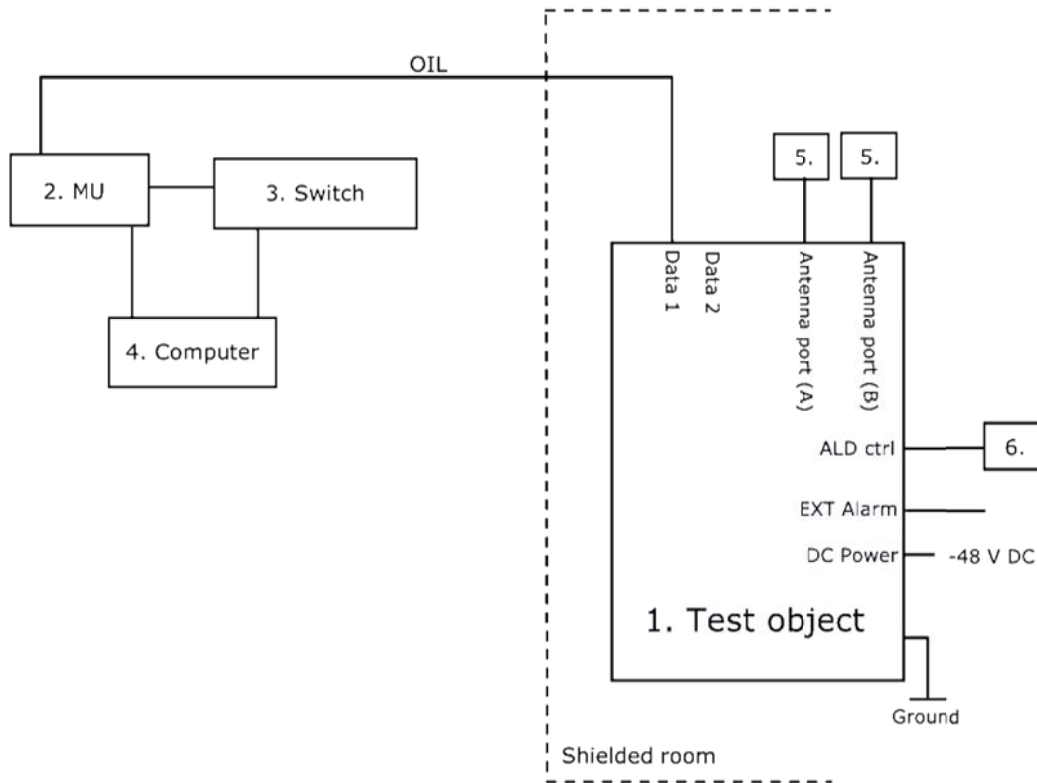 OIL
2. MU
3. Switch
4. Computer
5.
5.
Data 1
Data 2
Antenna port (A)
Antenna port (B)
ALD ctrl
6.
EXT Alarm
DC Power
-48 V DC
1. Test object
Ground
Shielded room